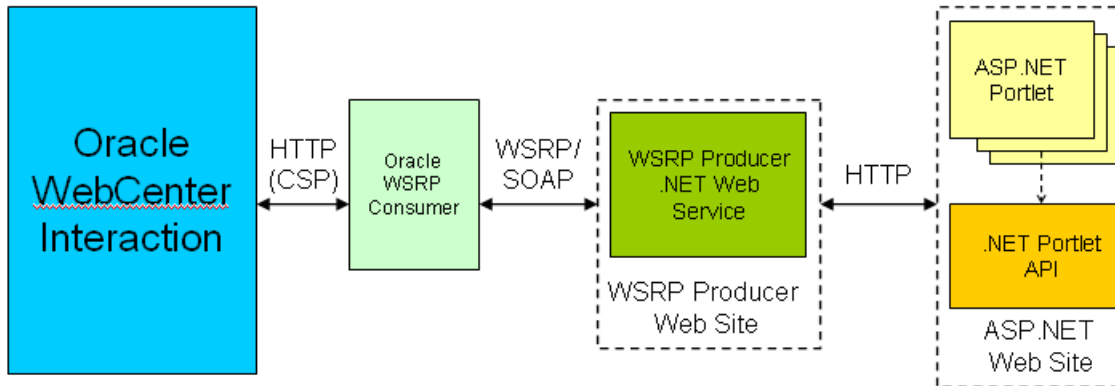 Oracle
WebCenter
Interaction
HTTP
(CSP)
Oracle
WSRP
Consumer
WSRP/
SOAP
WSRP Producer
.NET Web
Service
WSRP Producer
Web Site
HTTP
ASP.NET
Portlet
.NET Portlet
API
ASP.NET
Web Site